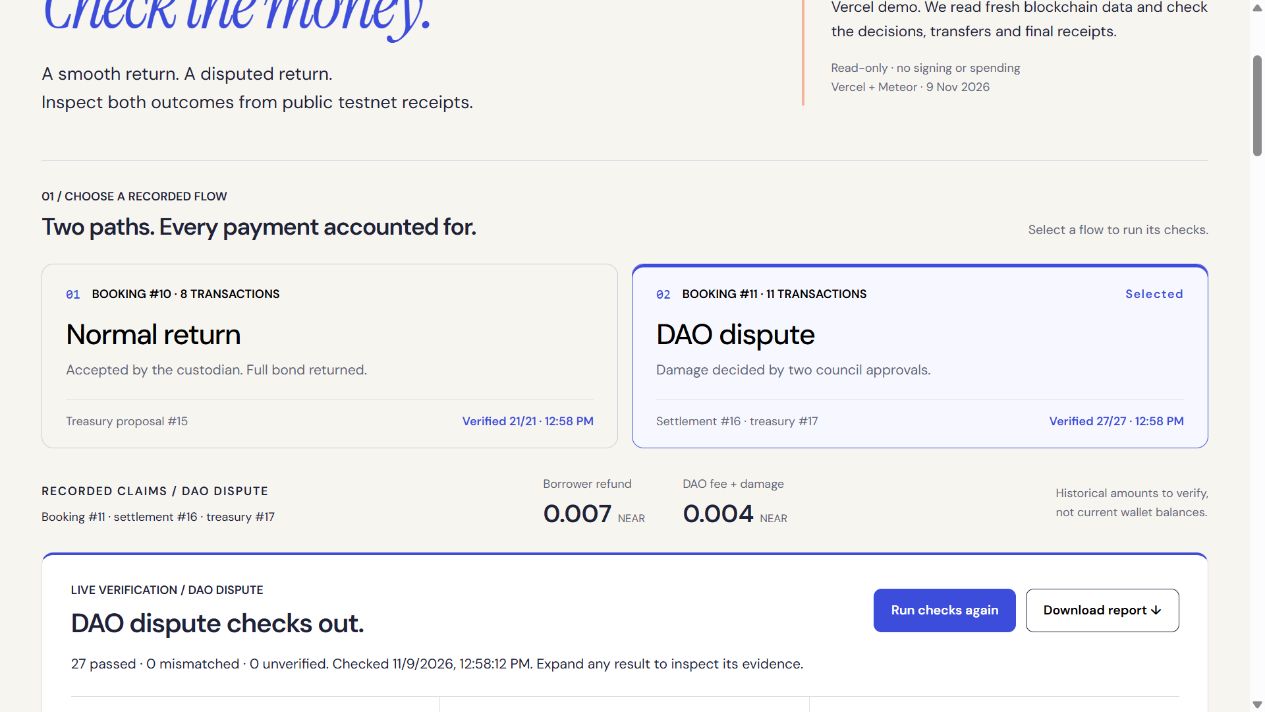 Check the money.
Vercel demo. We read fresh blockchain data and check
the decisions, transfers and final receipts.
A smooth return. A disputed return.
Inspect both outcomes from public testnet receipts.
Read-only · no signing or spending
Vercel + Meteor · 9 Nov 2026
01 / CHOOSE A RECORDED FLOW
Two paths. Every payment accounted for.
Select a flow to run its checks.
01 BOOKING #10 · 8 TRANSACTIONS
Normal return
Accepted by the custodian. Full bond returned.
Treasury proposal #15
Verified 21/21 · 12:58 PM
02 BOOKING #11 · 11 TRANSACTIONS
Selected
DAO dispute
Damage decided by two council approvals.
Settlement #16 · treasury #17
Verified 27/27 · 12:58 PM
RECORDED CLAIMS / DAO DISPUTE
Booking #11 · settlement #16 · treasury #17
Borrower refund
0.007 NEAR
DAO fee + damage
0.004 NEAR
Historical amounts to verify,
not current wallet balances.
LIVE VERIFICATION / DAO DISPUTE
DAO dispute checks out.
Run checks again
Download report ↓
27 passed · 0 mismatched · 0 unverified. Checked 11/9/2026, 12:58:12 PM. Expand any result to inspect its evidence.